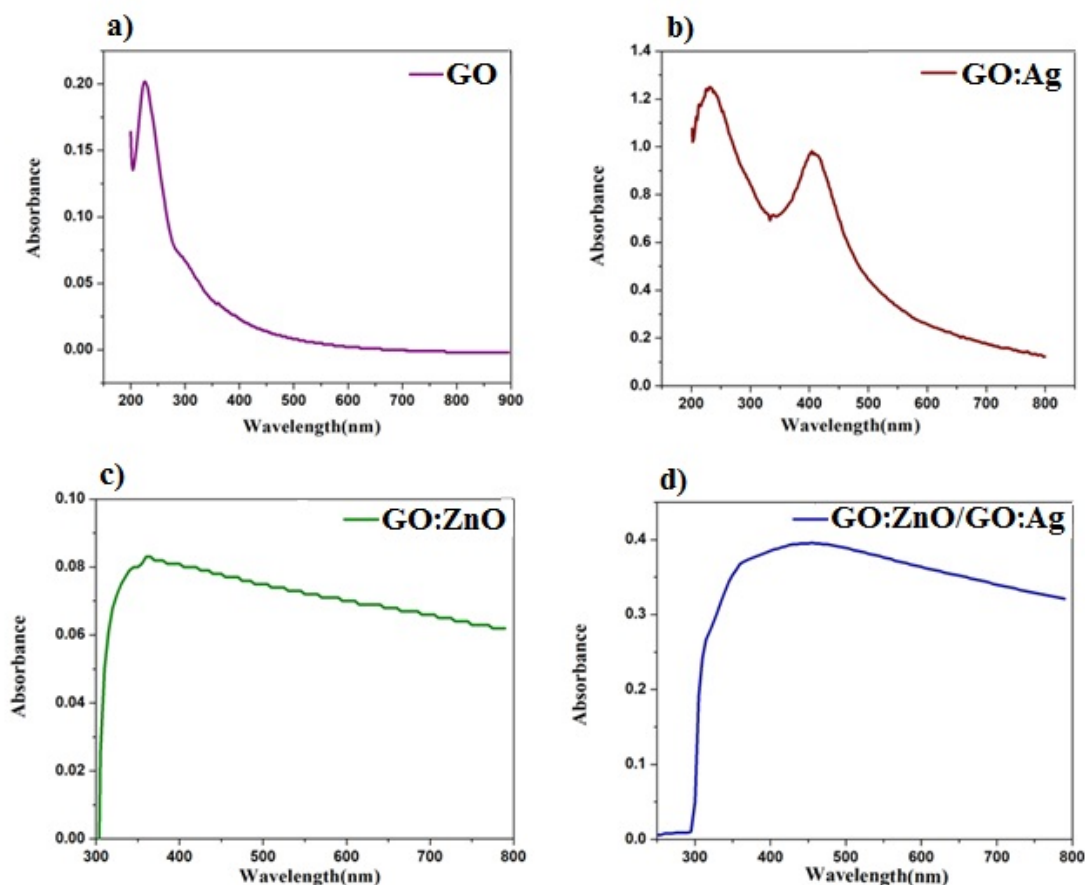 a)
GO
Absorbance
0.20
0.15
0.10
0.05
0.00
200 300 400 500 600 700 800 900
Wavelength(nm)
b)
GO:Ag
Absorbance
1.4
1.2
1.0
0.8
0.6
0.4
0.2
0.0
200 300 400 500 600 700 800
Wavelength(nm)
c)
GO:ZnO
Absorbance
0.10
0.08
0.06
0.04
0.02
0.00
300 400 500 600 700 800
Wavelength(nm)
d)
GO:ZnO/GO:Ag
Absorbance
0.4
0.3
0.2
0.1
0.0
300 400 500 600 700 800
Wavelength(nm)